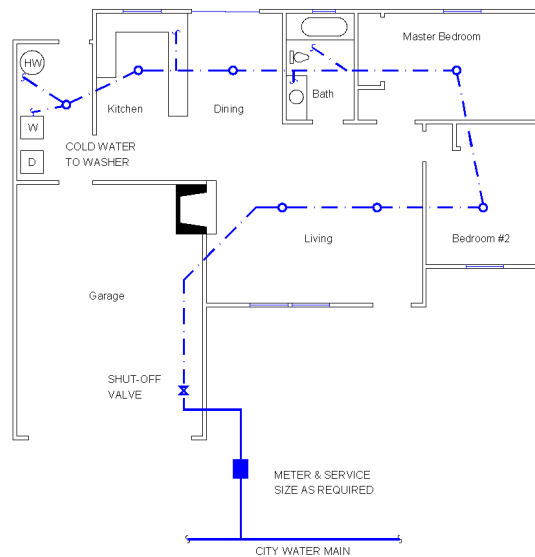 HW
Master Bedroom
Kitchen
Dining
Bath
W
COLD WATER
TO WASHER
D
Living
Bedroom #2
Garage
SHUT-OFF
VALVE
METER & SERVICE
SIZE AS REQUIRED
CITY WATER MAIN